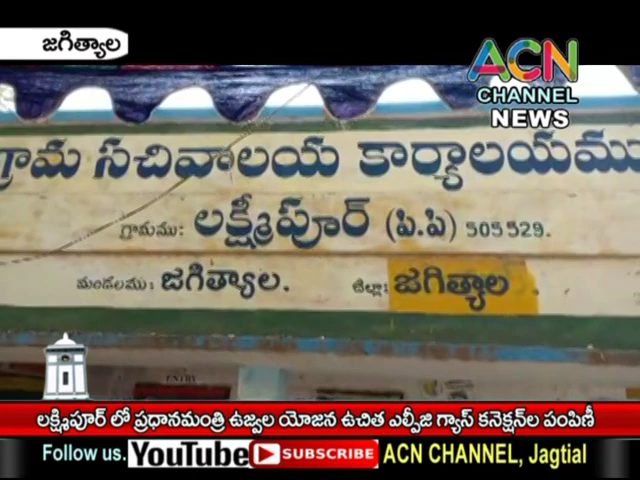 జగిత్యాల
ACN
CHANNEL
NEWS
గ్రామ సచివాలయ కార్యాలయము
గ్రామము: లక్ష్మీపూర్ (పి.పి) 505529.
మండలము: జగిత్యాల. జిల్లా: జగిత్యాల.
ENTRY
లక్ష్మిపూర్ లో ప్రధానమంత్రి ఉజ్వల యోజన ఉచిత ఎల్పీజి గ్యాస్ కనెక్షన్‌ల పంపిణీ
Follow us. YouTube SUBSCRIBE ACN CHANNEL, Jagtial